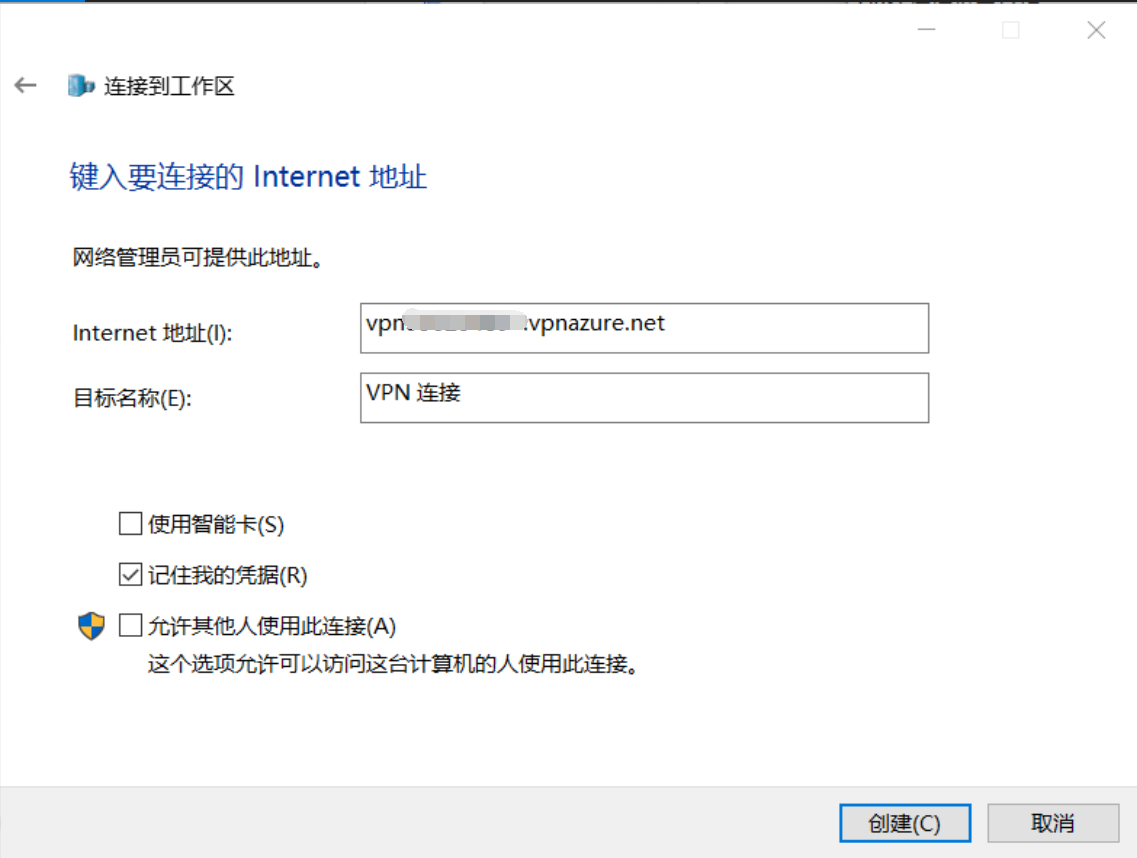 连接到工作区
键入要连接的 Internet 地址
网络管理员可提供此地址。
Internet 地址(I):
vpn .vpnazure.net
目标名称(E):
VPN 连接
使用智能卡(S)
记住我的凭据(R)
允许其他人使用此连接(A)
这个选项允许可以访问这台计算机的人使用此连接。
创建(C)
取消